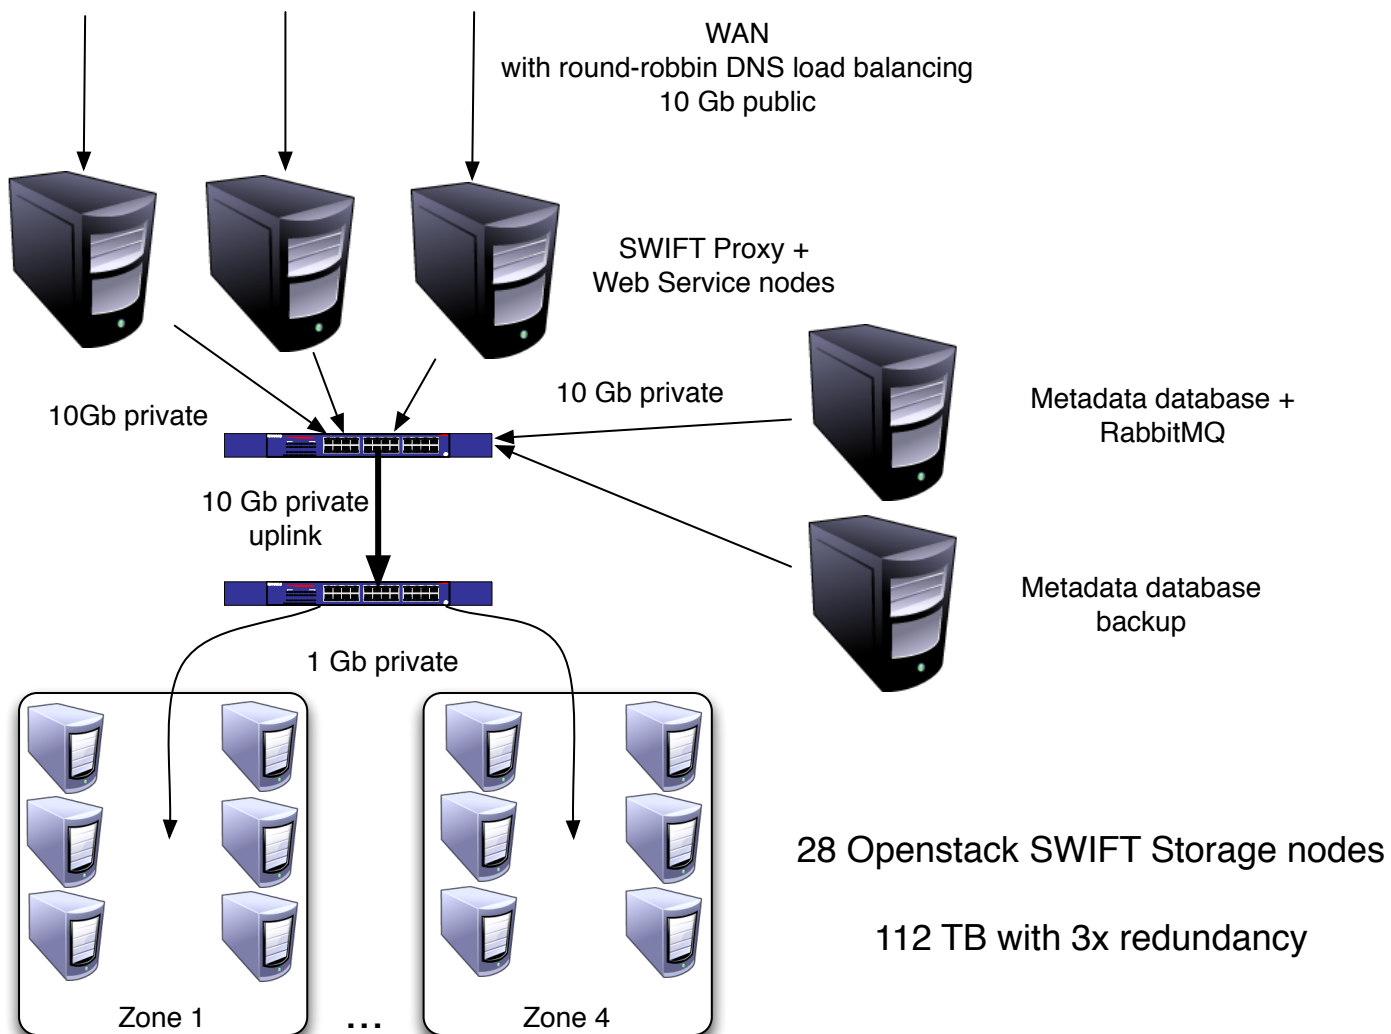 WAN
with round-robbin DNS load balancing
10 Gb public
SWIFT Proxy +
Web Service nodes
10Gb private
10 Gb private
Metadata database +
RabbitMQ
10 Gb private
uplink
Metadata database
backup
1 Gb private
28 Openstack SWIFT Storage nodes
112 TB with 3x redundancy
Zone 1
...
Zone 4